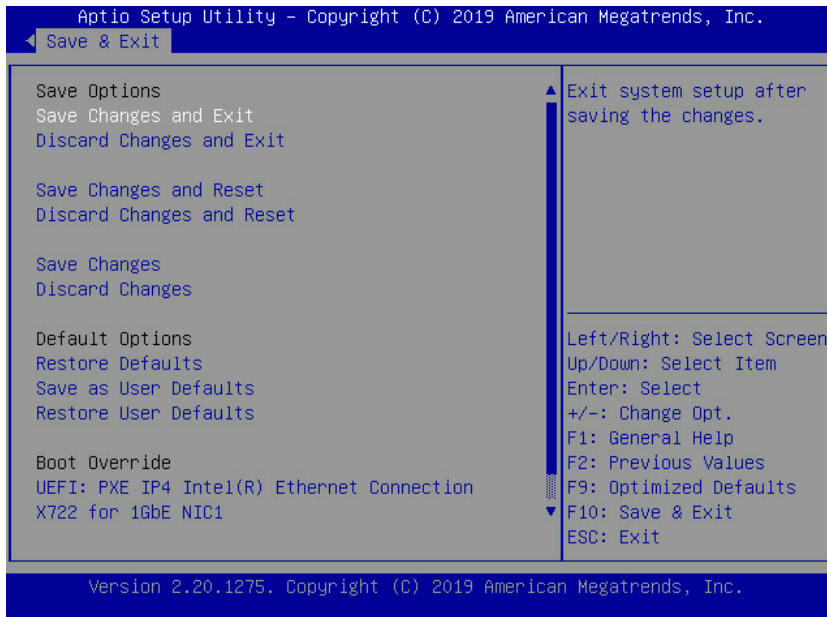 Aptio Setup Utility – Copyright (C) 2019 American Megatrends, Inc.
Save & Exit
Save Options
Save Changes and Exit
Discard Changes and Exit
Save Changes and Reset
Discard Changes and Reset
Save Changes
Discard Changes
Default Options
Restore Defaults
Save as User Defaults
Restore User Defaults
Boot Override
UEFI: PXE IP4 Intel(R) Ethernet Connection
X722 for 1GbE NIC1
Exit system setup after
saving the changes.
Left/Right: Select Screen
Up/Down: Select Item
Enter: Select
+/-: Change Opt.
F1: General Help
F2: Previous Values
F9: Optimized Defaults
F10: Save & Exit
ESC: Exit
Version 2.20.1275. Copyright (C) 2019 American Megatrends, Inc.